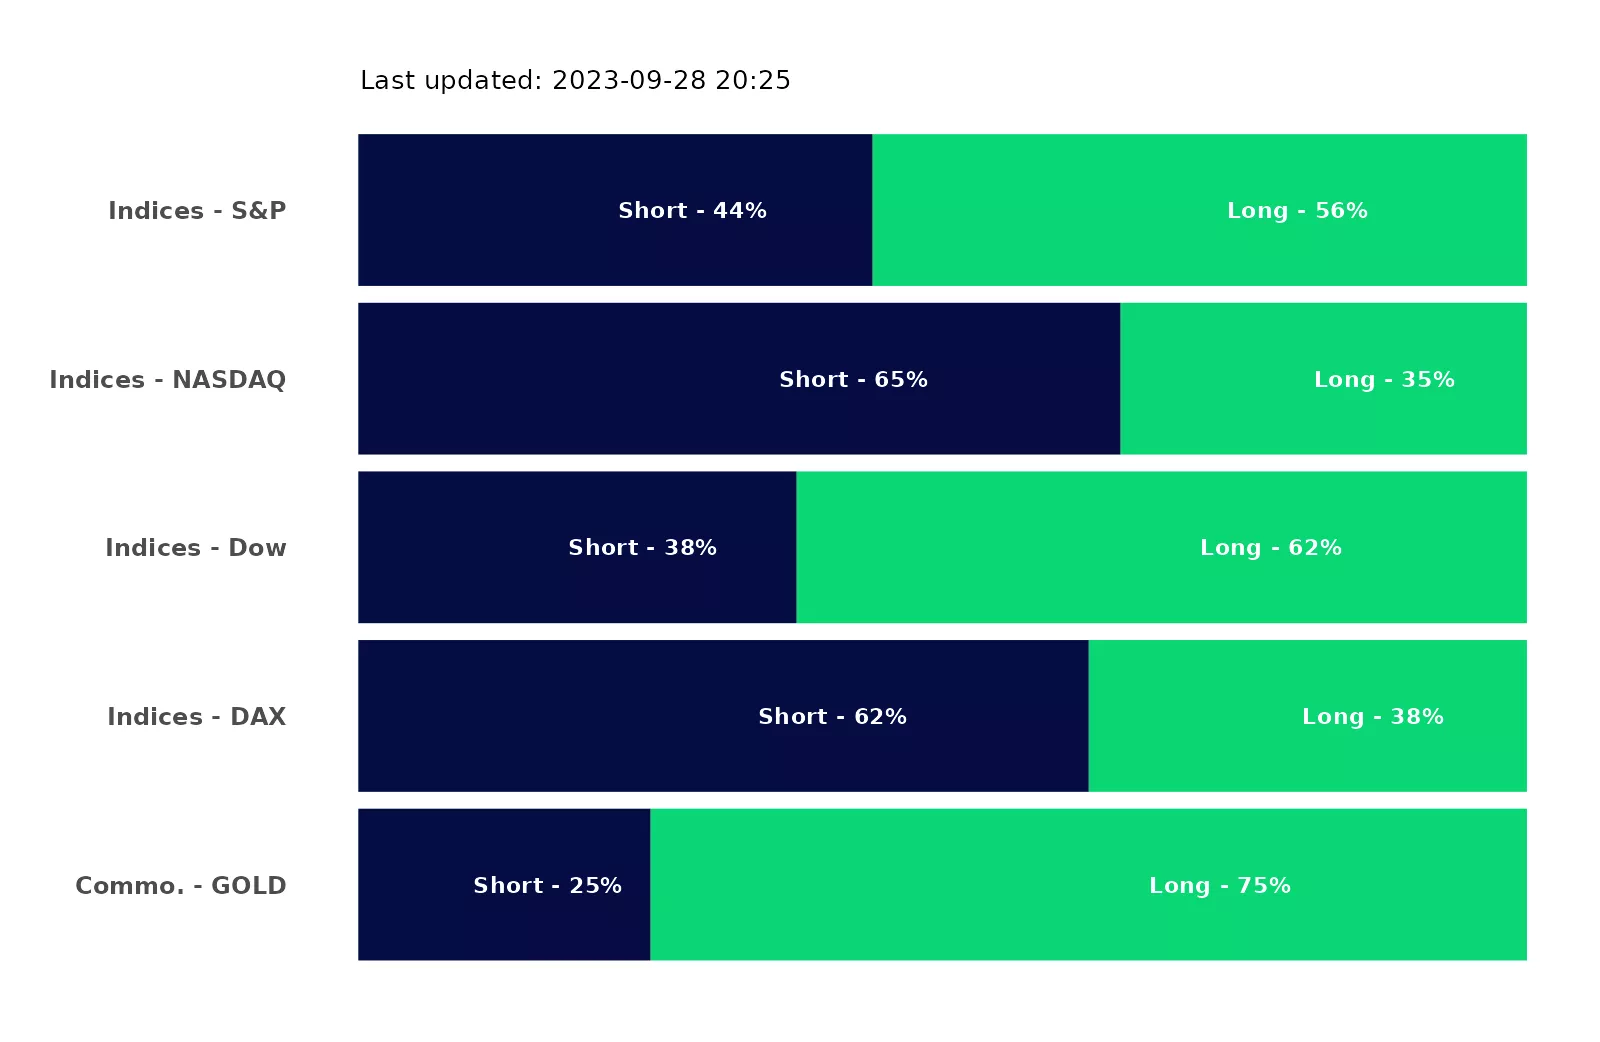 Last updated: 2023-09-28 20:25
Indices - S&P Short - 44% Long - 56%
Indices - NASDAQ Short - 65% Long - 35%
Indices - Dow Short - 38% Long - 62%
Indices - DAX Short - 62% Long - 38%
Commo. - GOLD Short - 25% Long - 75%